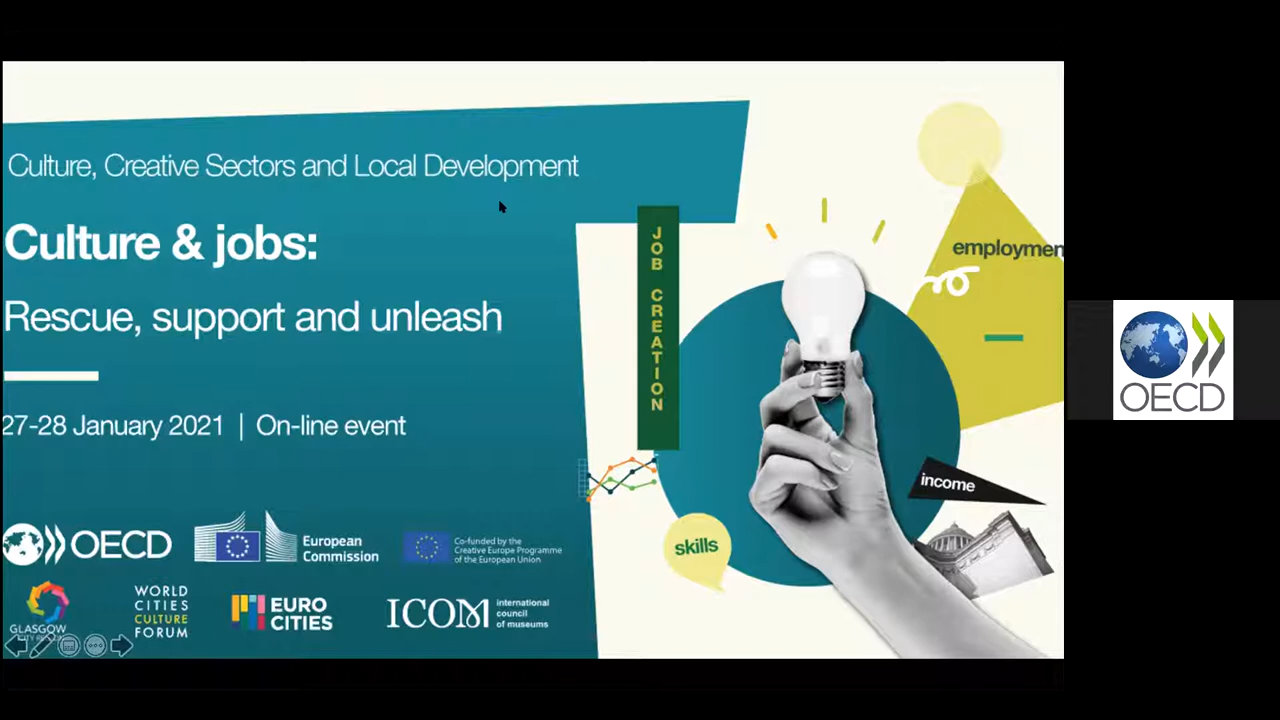 Culture, Creative Sectors and Local Development
Culture & jobs:
Rescue, support and unleash
27-28 January 2021 | On-line event
OECD
European
Commission
Co-funded by the
Creative Europe Programme
of the European Union
GLASGOW
WORLD
CITIES
CULTURE
FORUM
EURO
CITIES
ICOM
international
council
of museums
JOB CREATION
employmen
income
skills
OECD